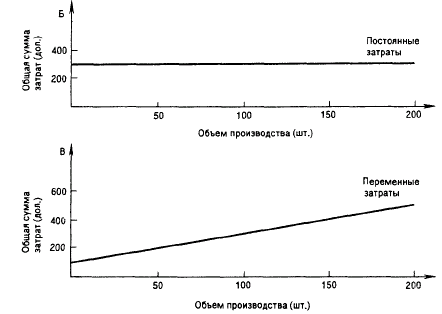 Б
Общая сумма
затрат (дол.)
400
200
Постоянные
затраты
50
100
150
200
Объем производства (шт.)
В
Общая сумма
затрат (дол.)
600
400
200
Переменные
затраты
50
100
150
200
Объем производства (шт.)